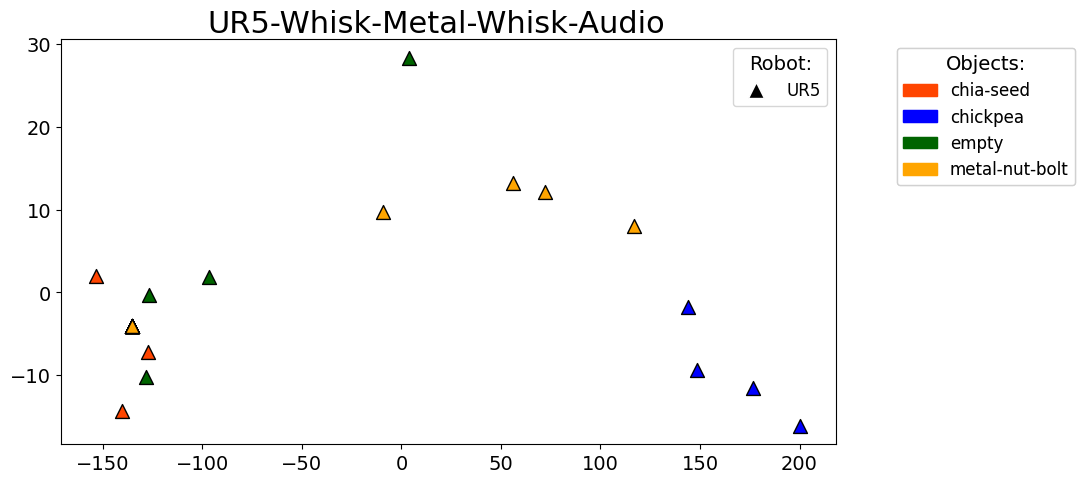 UR5-Whisk-Metal-Whisk-Audio
30
20
10
0
−10
−150
−100
−50
0
50
100
150
200
Robot:
UR5
Objects:
chia-seed
chickpea
empty
metal-nut-bolt